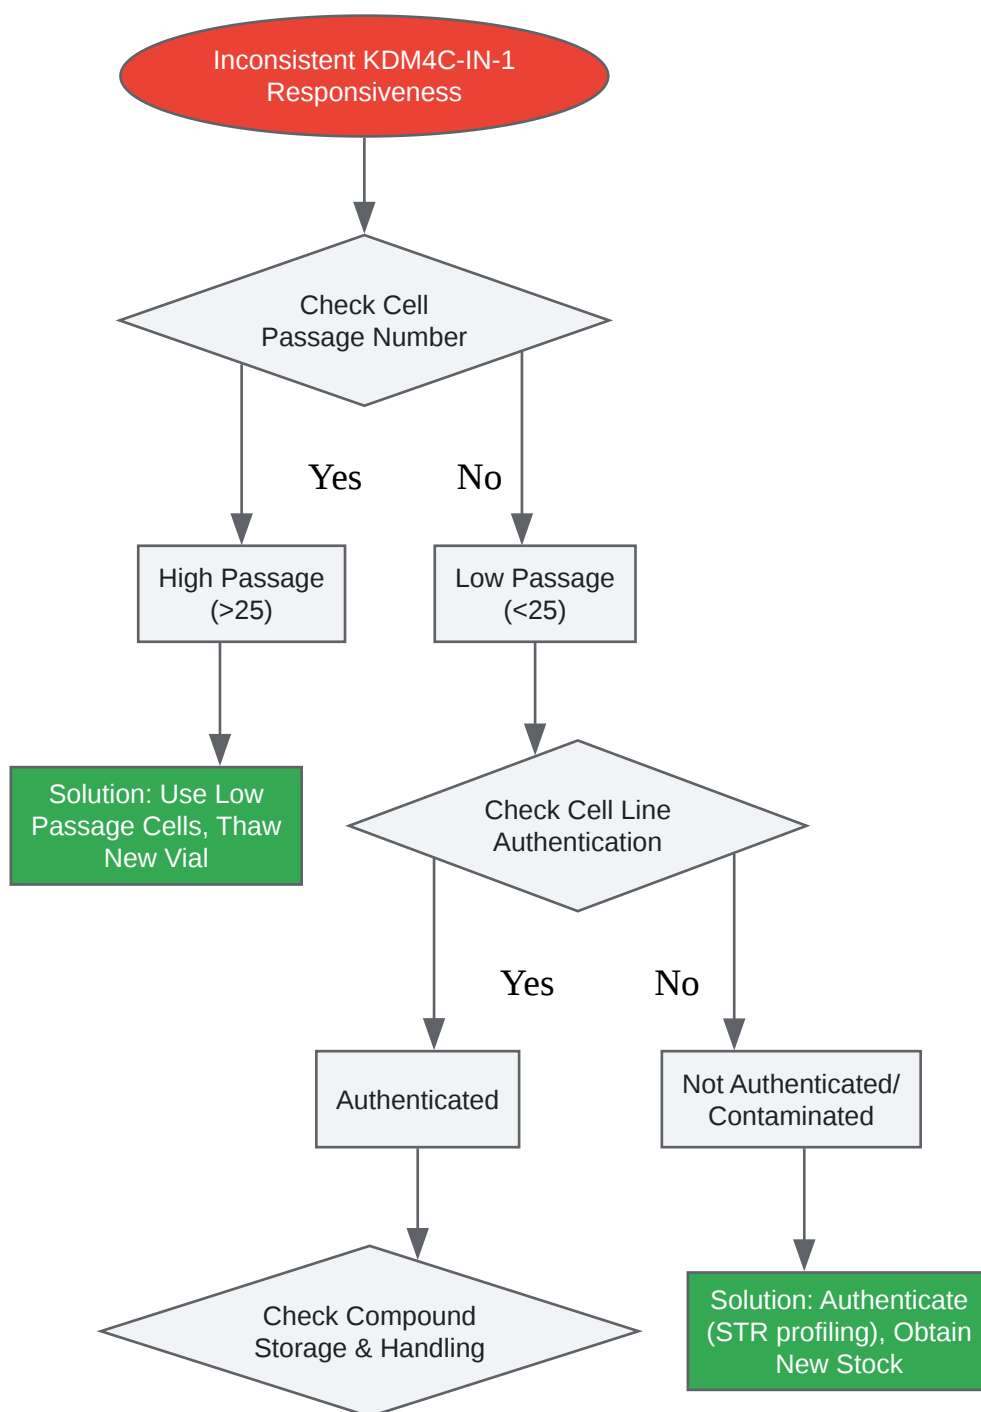 Inconsistent KDM4C-IN-1
Responsiveness
Check Cell
Passage Number
Yes
No
High Passage
(>25)
Low Passage
(<25)
Solution: Use Low
Passage Cells, Thaw
New Vial
Check Cell Line
Authentication
Yes
No
Authenticated
Not Authenticated/
Contaminated
Check Compound
Storage & Handling
Solution: Authenticate
(STR profiling), Obtain
New Stock